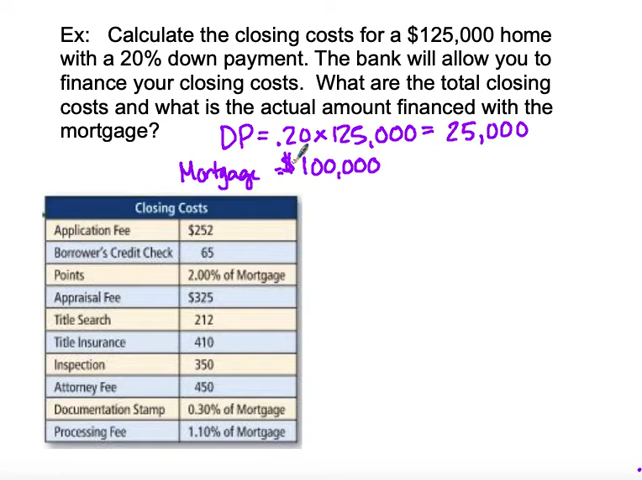 Ex: Calculate the closing costs for a $125,000 home
with a 20% down payment. The bank will allow you to
finance your closing costs. What are the total closing
costs and what is the actual amount financed with the
mortgage?
DP = .20 x 125,000 = 25,000
Mortgage = $100,000
Closing Costs
Application Fee $252
Borrower's Credit Check 65
Points 2.00% of Mortgage
Appraisal Fee $325
Title Search 212
Title Insurance 410
Inspection 350
Attorney Fee 450
Documentation Stamp 0.30% of Mortgage
Processing Fee 1.10% of Mortgage